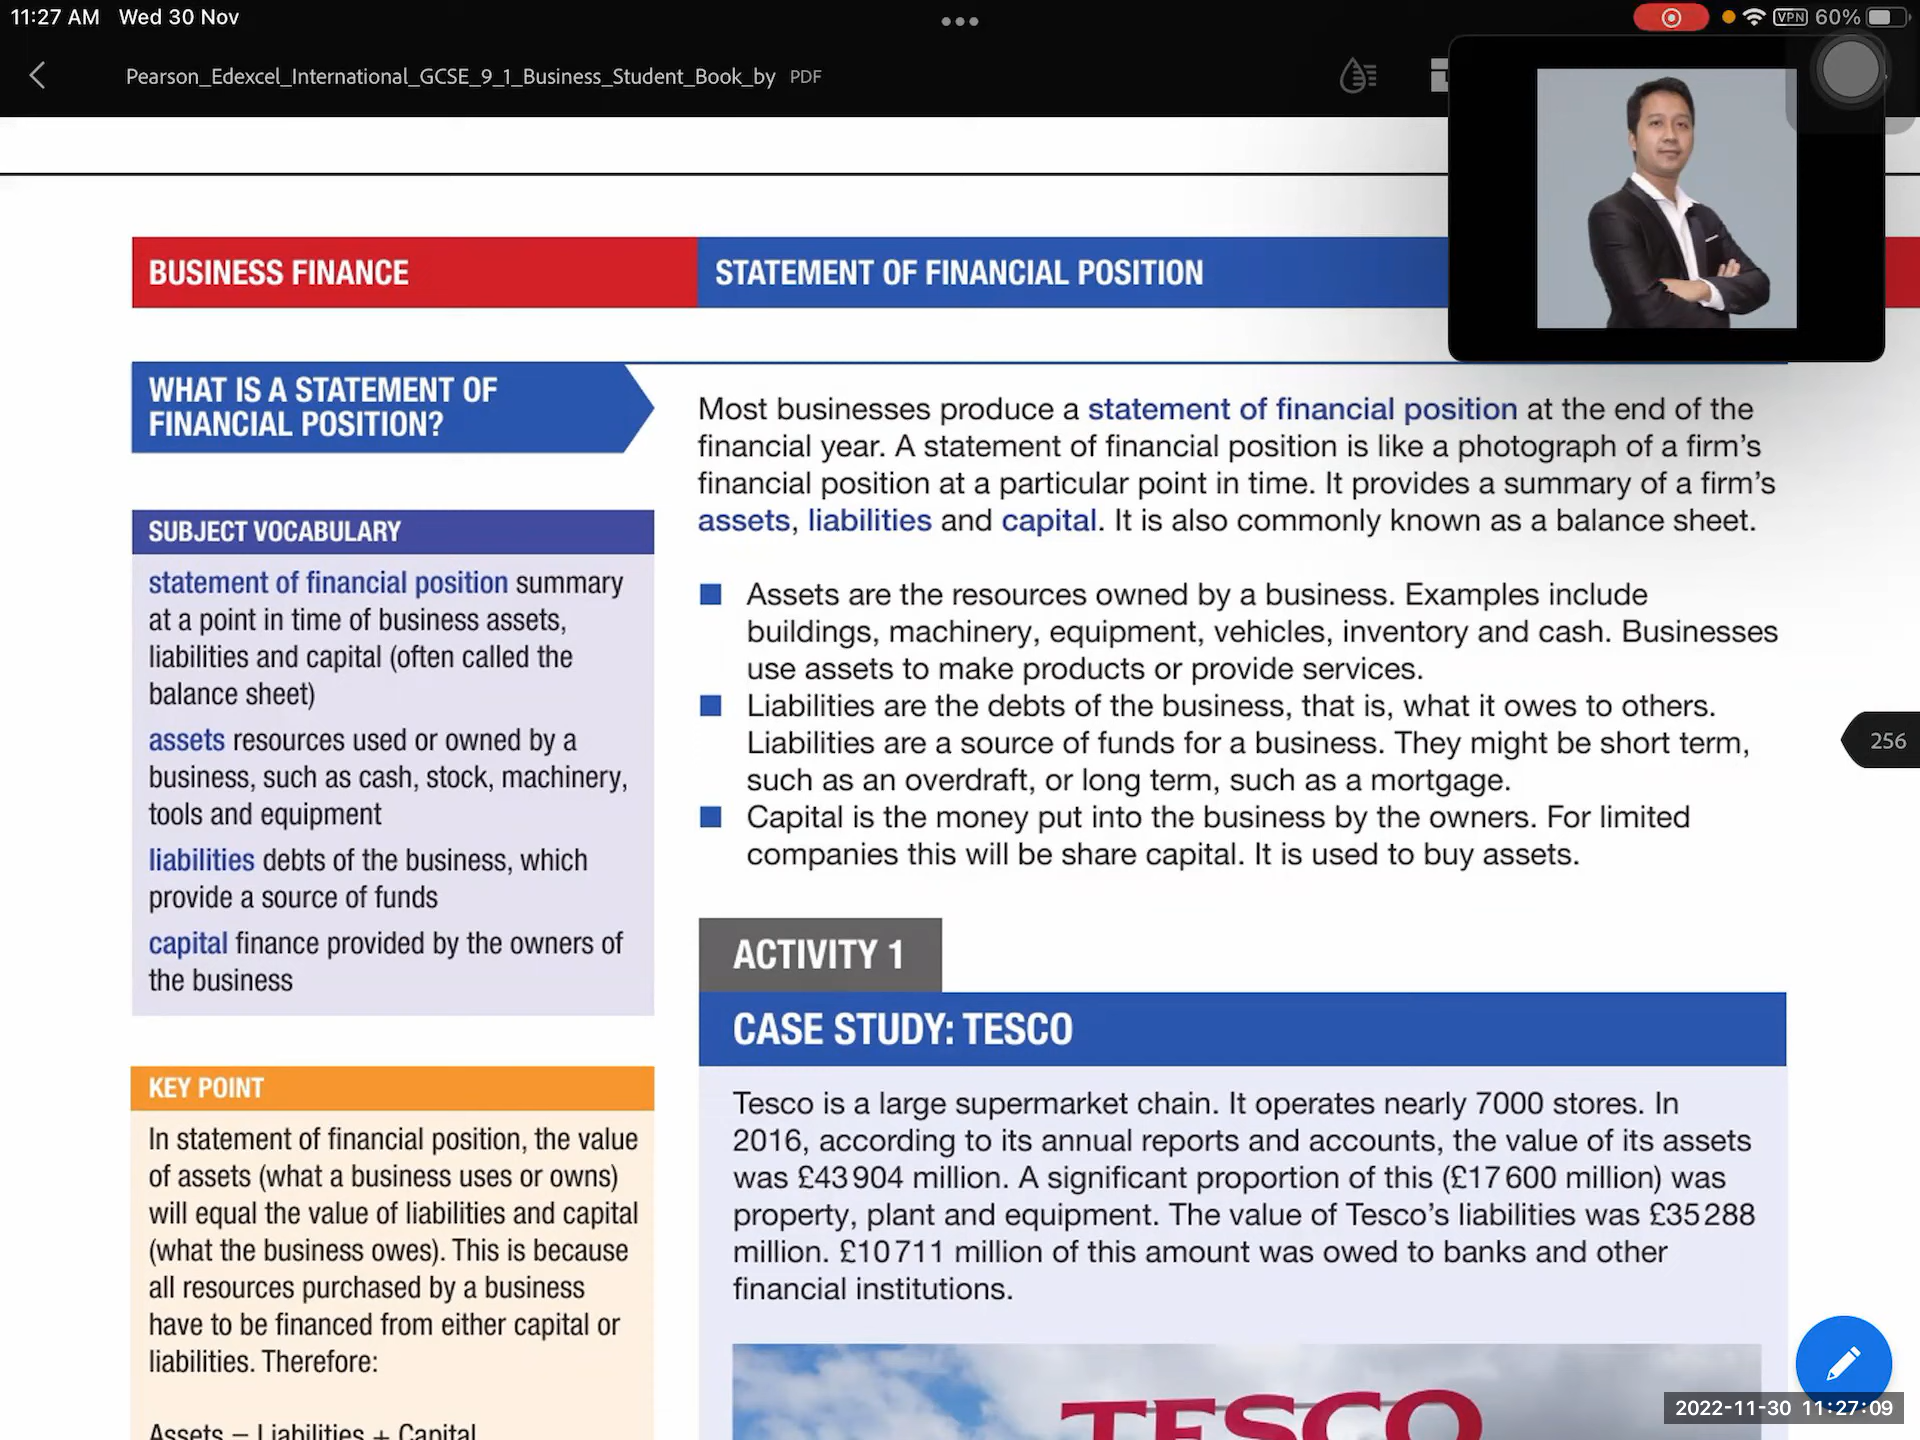 11:27 AM Wed 30 Nov
VPN 60%
Pearson_Edexcel_International_GCSE_9_1_Business_Student_Book_by PDF
BUSINESS FINANCE
STATEMENT OF FINANCIAL POSITION
WHAT IS A STATEMENT OF
FINANCIAL POSITION?
SUBJECT VOCABULARY
statement of financial position summary
at a point in time of business assets,
liabilities and capital (often called the
balance sheet)
assets resources used or owned by a
business, such as cash, stock, machinery,
tools and equipment
liabilities debts of the business, which
provide a source of funds
capital finance provided by the owners of
the business
KEY POINT
In statement of financial position, the value
of assets (what a business uses or owns)
will equal the value of liabilities and capital
(what the business owes). This is because
all resources purchased by a business
have to be financed from either capital or
liabilities. Therefore:
Assets = Liabilities + Capital
Most businesses produce a statement of financial position at the end of the
financial year. A statement of financial position is like a photograph of a firm's
financial position at a particular point in time. It provides a summary of a firm's
assets, liabilities and capital. It is also commonly known as a balance sheet.
Assets are the resources owned by a business. Examples include
buildings, machinery, equipment, vehicles, inventory and cash. Businesses
use assets to make products or provide services.
Liabilities are the debts of the business, that is, what it owes to others.
Liabilities are a source of funds for a business. They might be short term,
such as an overdraft, or long term, such as a mortgage.
Capital is the money put into the business by the owners. For limited
companies this will be share capital. It is used to buy assets.
256
ACTIVITY 1
CASE STUDY: TESCO
Tesco is a large supermarket chain. It operates nearly 7000 stores. In
2016, according to its annual reports and accounts, the value of its assets
was £43 904 million. A significant proportion of this (£17 600 million) was
property, plant and equipment. The value of Tesco's liabilities was £35 288
million. £10 711 million of this amount was owed to banks and other
financial institutions.
TESCO
2022-11-30 11:27:09